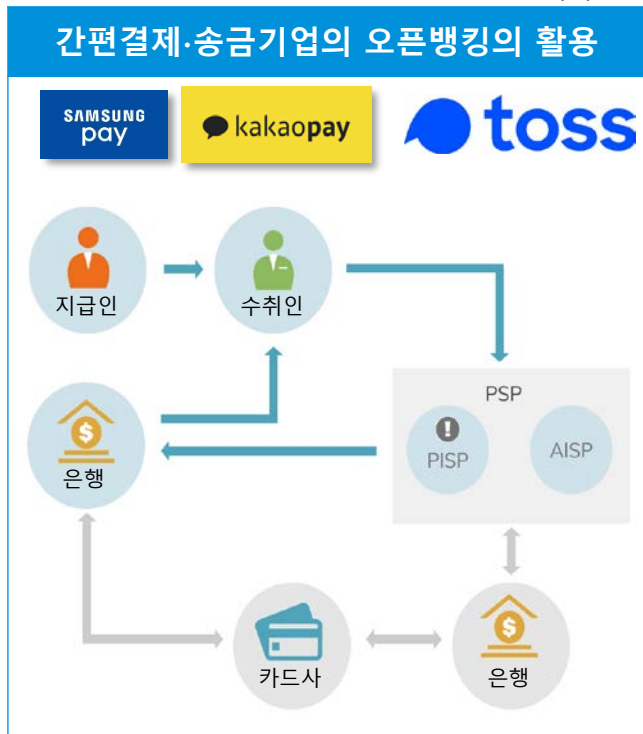 간편결제·송금기업의 오픈뱅킹의 활용
SAMSUNG
pay
kakaopay
toss
지급인
수취인
PSP
PISP
AISP
은행
카드사
은행